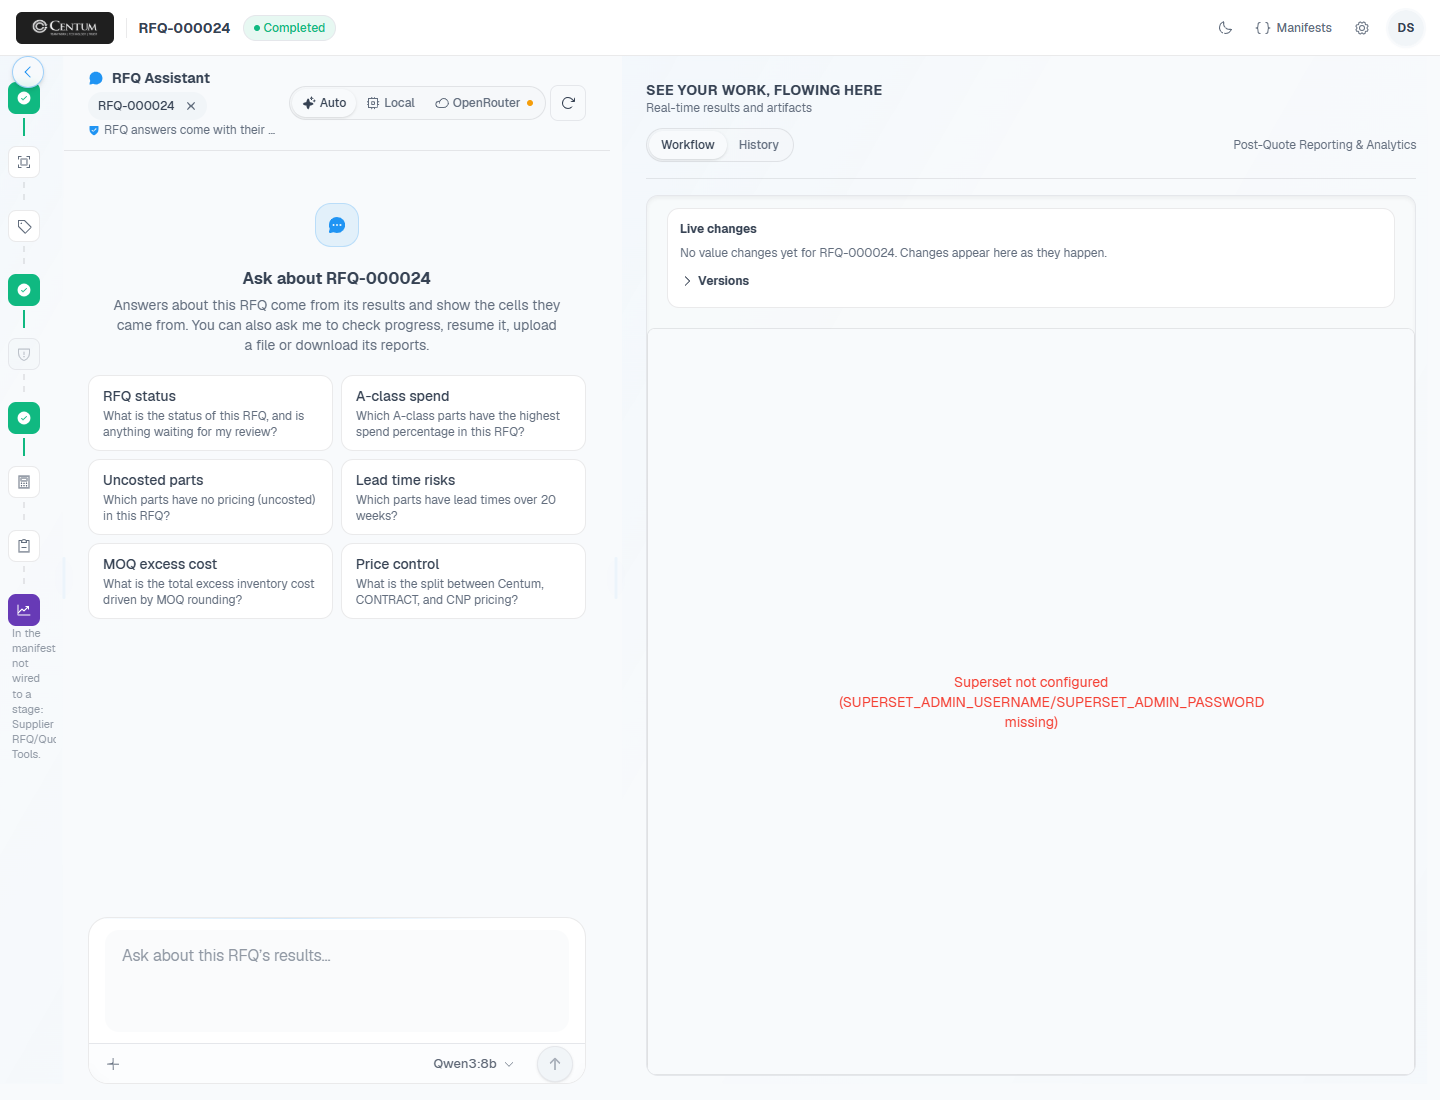 CENTUM
RFQ-000024
Completed
Manifests
DS
RFQ Assistant
RFQ-000024
RFQ answers come with their ...
Auto
Local
OpenRouter
SEE YOUR WORK, FLOWING HERE
Real-time results and artifacts
Workflow
History
Post-Quote Reporting & Analytics
Live changes
No value changes yet for RFQ-000024. Changes appear here as they happen.
Versions
Ask about RFQ-000024
Answers about this RFQ come from its results and show the cells they
came from. You can also ask me to check progress, resume it, upload
a file or download its reports.
RFQ status
What is the status of this RFQ, and is
anything waiting for my review?
A-class spend
Which A-class parts have the highest
spend percentage in this RFQ?
Uncosted parts
Which parts have no pricing (uncosted)
in this RFQ?
Lead time risks
Which parts have lead times over 20
weeks?
MOQ excess cost
What is the total excess inventory cost
driven by MOQ rounding?
Price control
What is the split between Centum,
CONTRACT, and CNP pricing?
In the
manifest
not
wired
to a
stage:
Supplier
RFQ/Quo
Tools.
Superset not configured
(SUPERSET_ADMIN_USERNAME/SUPERSET_ADMIN_PASSWORD
missing)
Ask about this RFQ's results...
Qwen3:8b